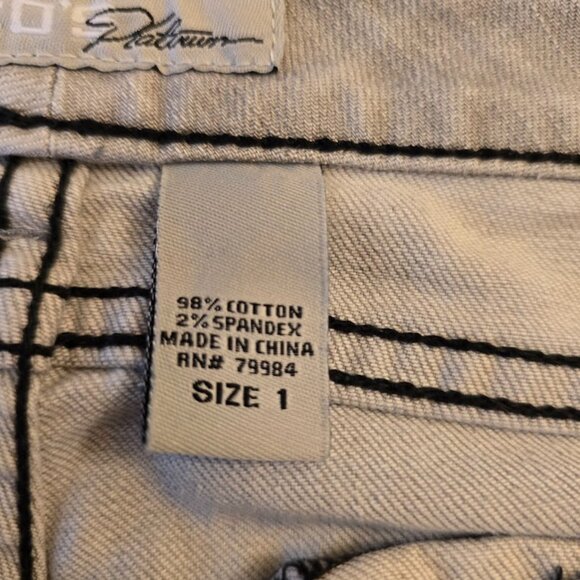 O'S Platinum
98% COTTON
2% SPANDEX
MADE IN CHINA
RN# 79984
SIZE 1